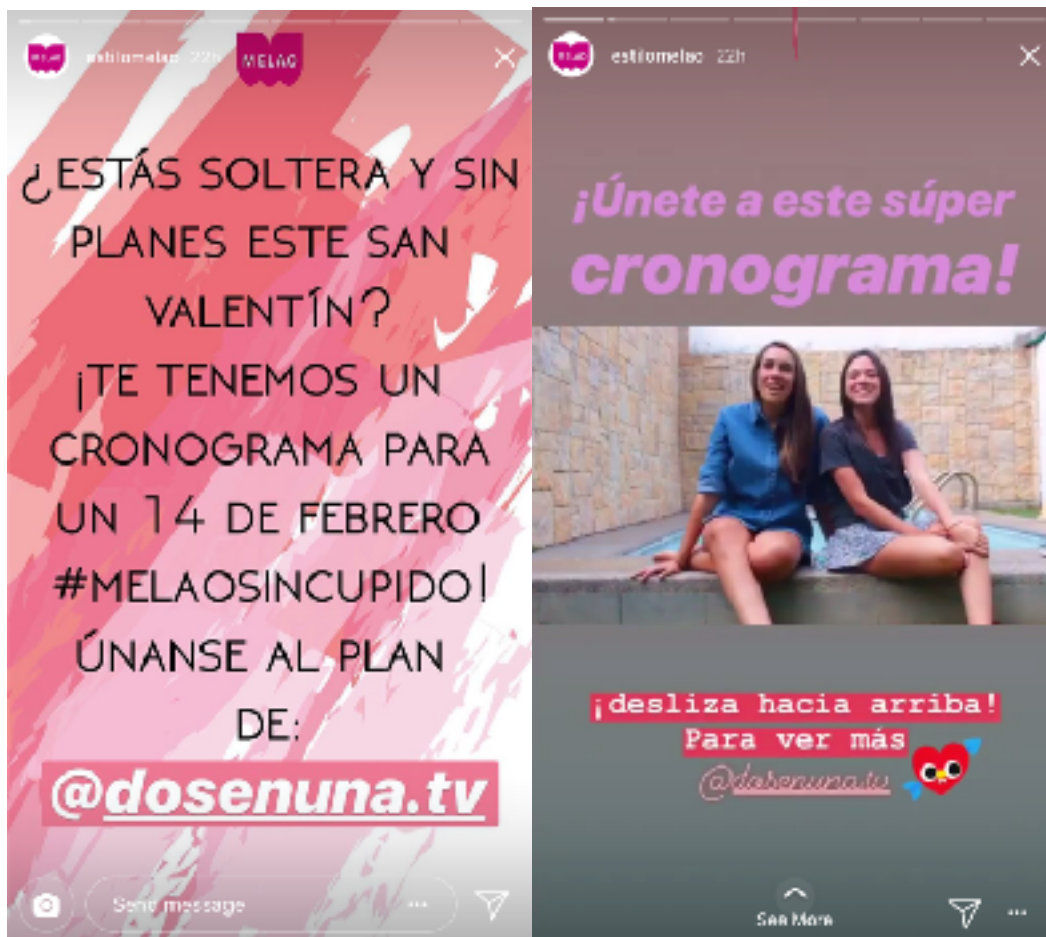 estilomelao 22h
MELAO
¿ESTÁS SOLTERA Y SIN
PLANES ESTE SAN
VALENTÍN?
¡TE TENEMOS UN
CRONOGRAMA PARA
UN 14 DE FEBRERO
#MELAOSINCUPIDO!
ÚNANSE AL PLAN
DE:
@dosenuna.tv
Send message
MELAO
estilomelao 22h
¡Únete a este súper
cronograma!
¡desliza hacia arriba!
Para ver más
@dosenuna.tv
See More